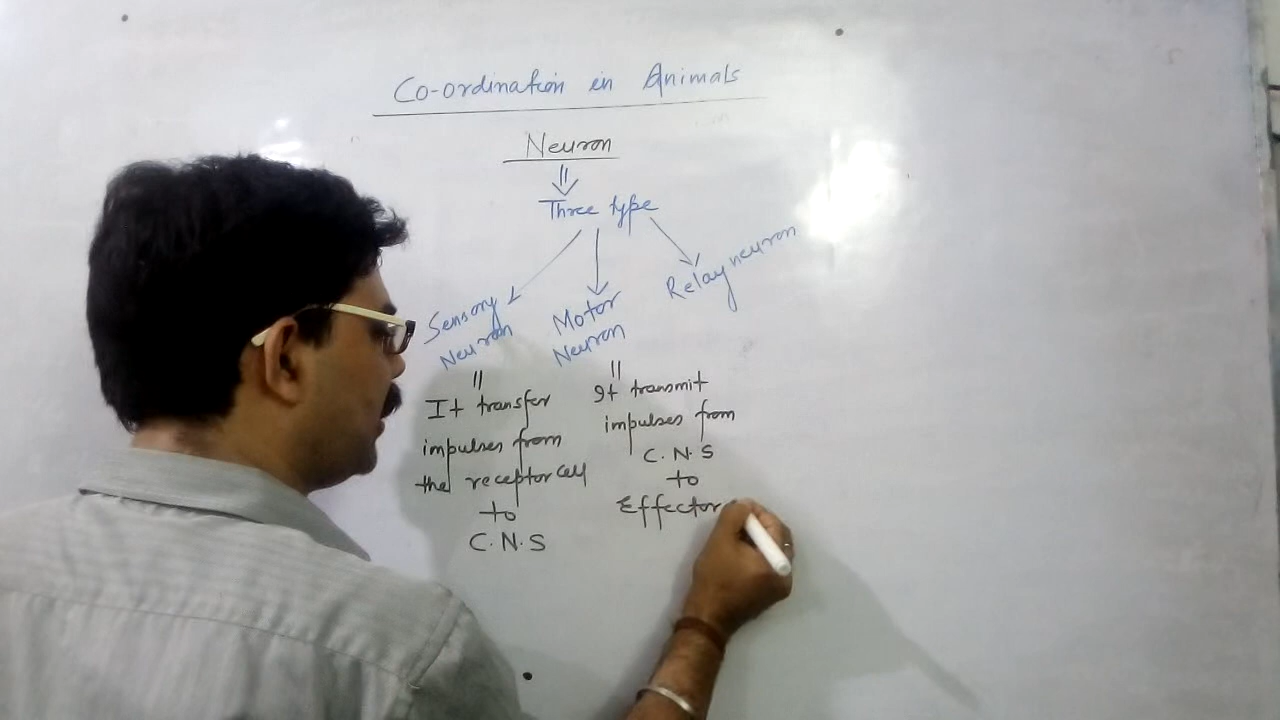 Co-ordination in Animals
Neuron
Three type
Sensory
Neuron
Motor
Neuron
Relay neuron
It transfer
impulses from
the receptor cell
to
C.N.S
It transmit
impulses from
C.N.S
to
Effector